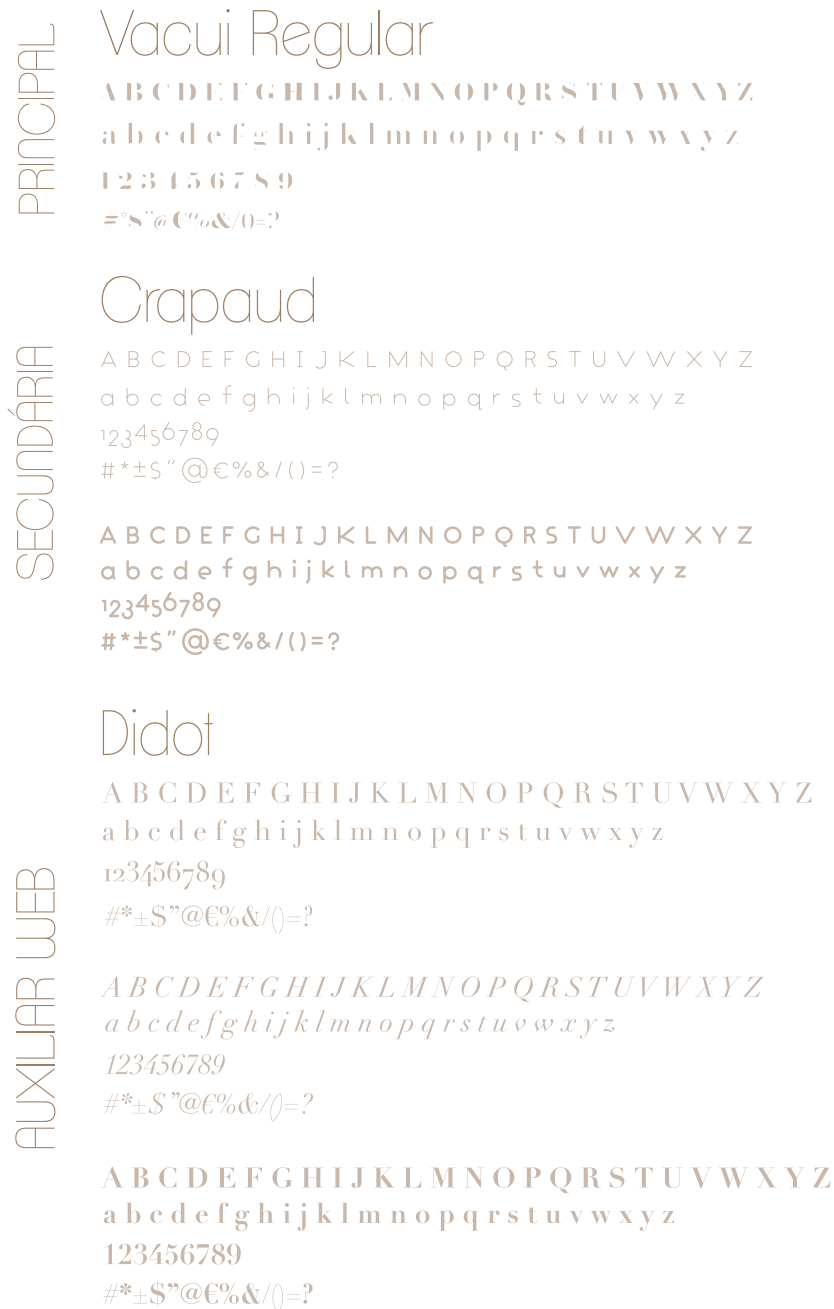 PRINCIPAL
Vacui Regular
A B C D E F G H I J K L M N O P Q R S T U V W X Y Z
a b c d e f g h i j k l m n o p q r s t u v w x y z
1 2 3 4 5 6 7 8 9
#*$"@€%&/()=?
SECUNDÁRIA
Crapaud
A B C D E F G H I J K L M N O P Q R S T U V W X Y Z
a b c d e f g h i j k l m n o p q r s t u v w x y z
123456789
#*±$"@€%&/()=?
A B C D E F G H I J K L M N O P Q R S T U V W X Y Z
a b c d e f g h i j k l m n o p q r s t u v w x y z
123456789
#*±$"@€%&/()=?
AUXILIAR WEB
Didot
A B C D E F G H I J K L M N O P Q R S T U V W X Y Z
a b c d e f g h i j k l m n o p q r s t u v w x y z
123456789
#*±$”@€%&/()=?
A B C D E F G H I J K L M N O P Q R S T U V W X Y Z
a b c d e f g h i j k l m n o p q r s t u v w x y z
123456789
#*±$”@€%&/()=?
A B C D E F G H I J K L M N O P Q R S T U V W X Y Z
a b c d e f g h i j k l m n o p q r s t u v w x y z
123456789
#*±$”@€%&/()=?